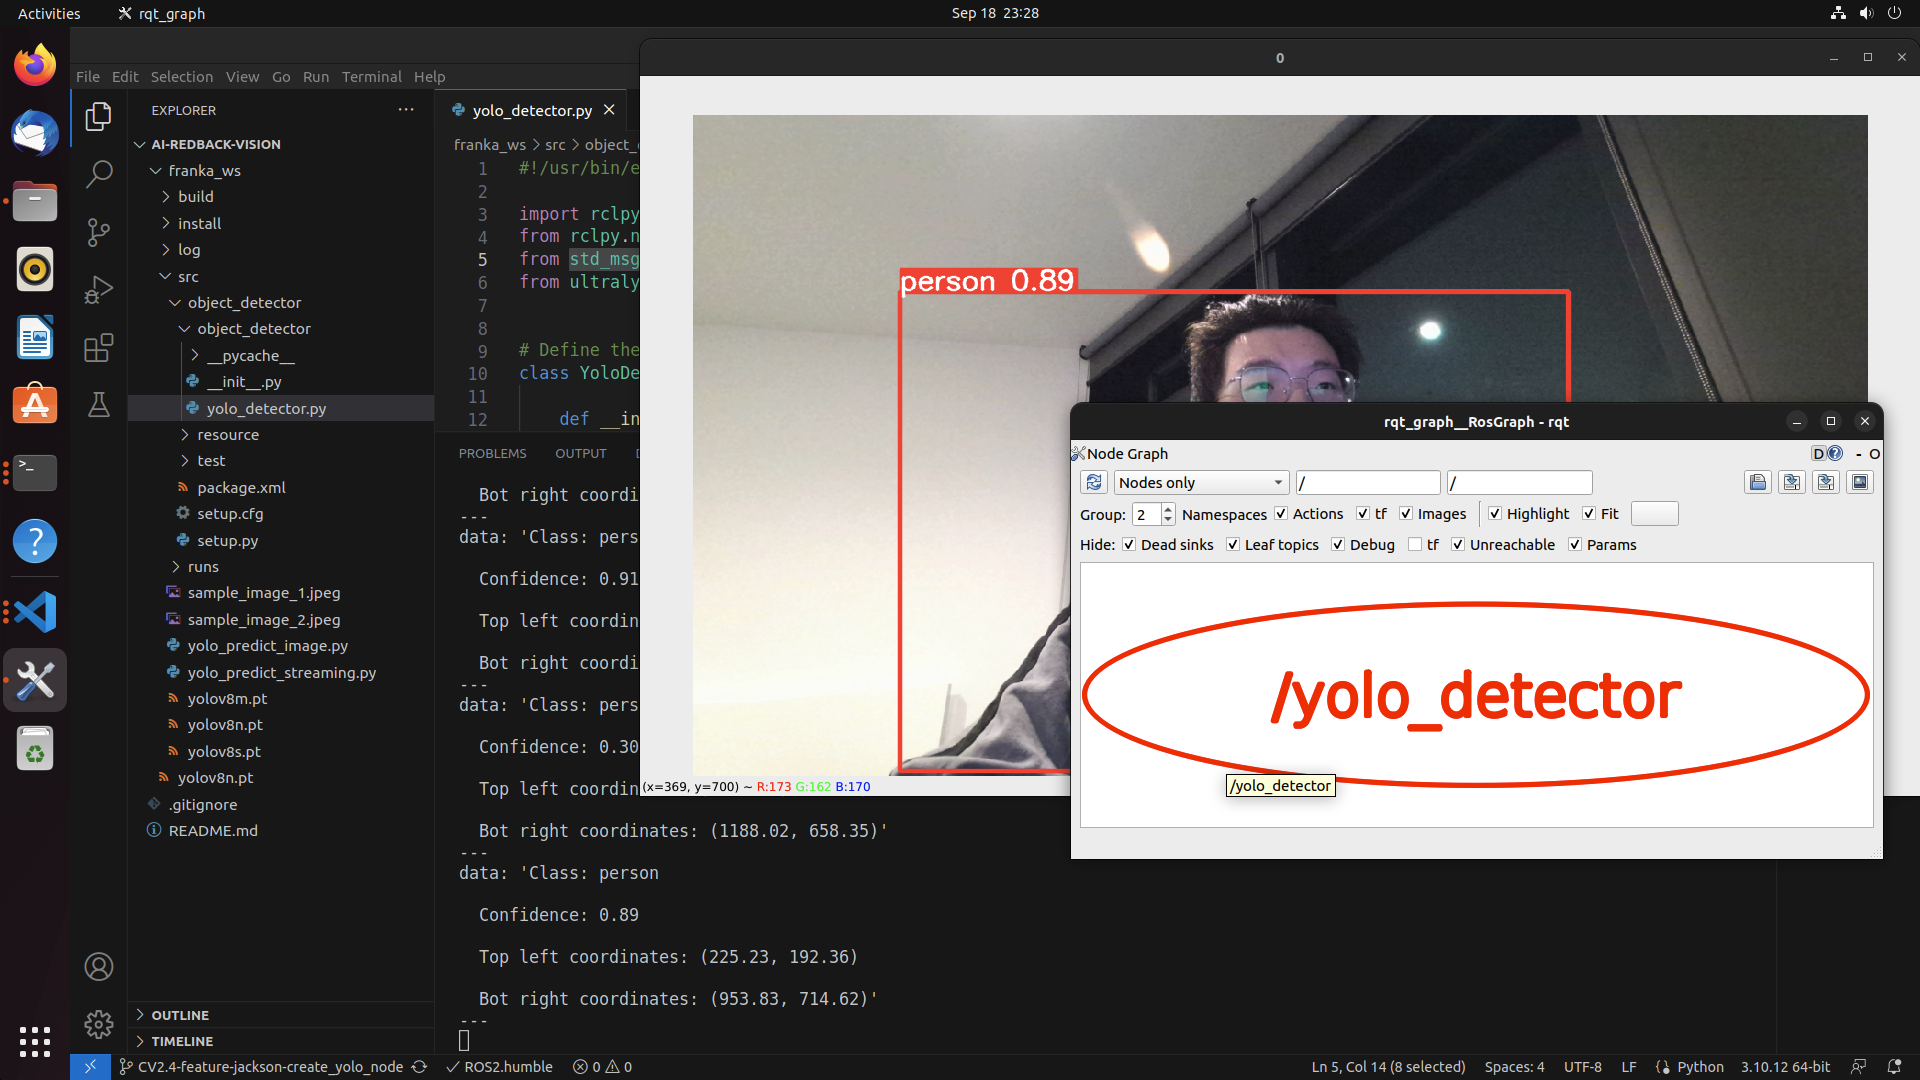 Activities
rqt_graph
Sep 18 23:28
File Edit Selection View Go Run Terminal Help
EXPLORER
AI-REDBACK-VISION
franka_ws
build
install
log
src
object_detector
object_detector
__pycache__
__init__.py
yolo_detector.py
resource
test
package.xml
setup.cfg
setup.py
runs
sample_image_1.jpeg
sample_image_2.jpeg
yolo_predict_image.py
yolo_predict_streaming.py
yolov8m.pt
yolov8n.pt
yolov8s.pt
yolov8n.pt
.gitignore
README.md
OUTLINE
TIMELINE
yolo_detector.py
franka_ws > src > object_
1 #!/usr/bin/e
2
3 import rclpy
4 from rclpy.n
5 from std_msg
6 from ultraly
7
8
9 # Define the
10 class YoloDe
11
12 def __in
PROBLEMS OUTPUT
Bot right coordi
---
data: 'Class: pers
Confidence: 0.91
Top left coordin
Bot right coordi
---
data: 'Class: pers
Confidence: 0.30
Top left coordin
Bot right coordinates: (1188.02, 658.35)'
---
data: 'Class: person
Confidence: 0.89
Top left coordinates: (225.23, 192.36)
Bot right coordinates: (953.83, 714.62)'
---
0
person 0.89
(x=369, y=700) ~ R:173 G:162 B:170
rqt_graph__RosGraph - rqt
Node Graph
D ? - O
Nodes only / /
Group: 2 Namespaces Actions tf Images Highlight Fit
Hide: Dead sinks Leaf topics Debug tf Unreachable Params
/yolo_detector
/yolo_detector
CV2.4-feature-jackson-create_yolo_node ROS2.humble 0 0
Ln 5, Col 14 (8 selected) Spaces: 4 UTF-8 LF Python 3.10.12 64-bit